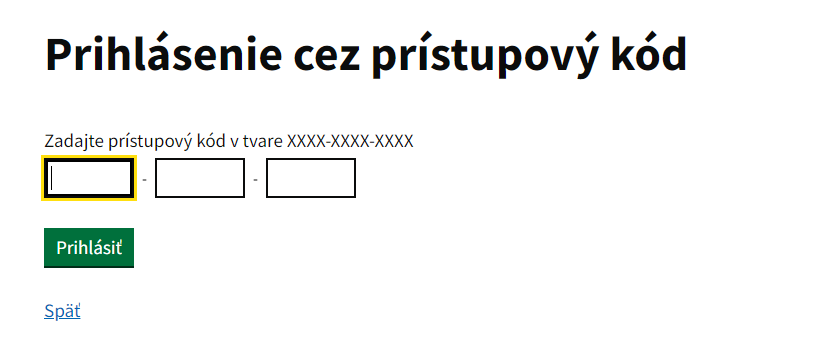 Prihlásenie cez prístupový kód
Zadajte prístupový kód v tvare XXXX-XXXX-XXXX
- -
Prihlásiť
Späť